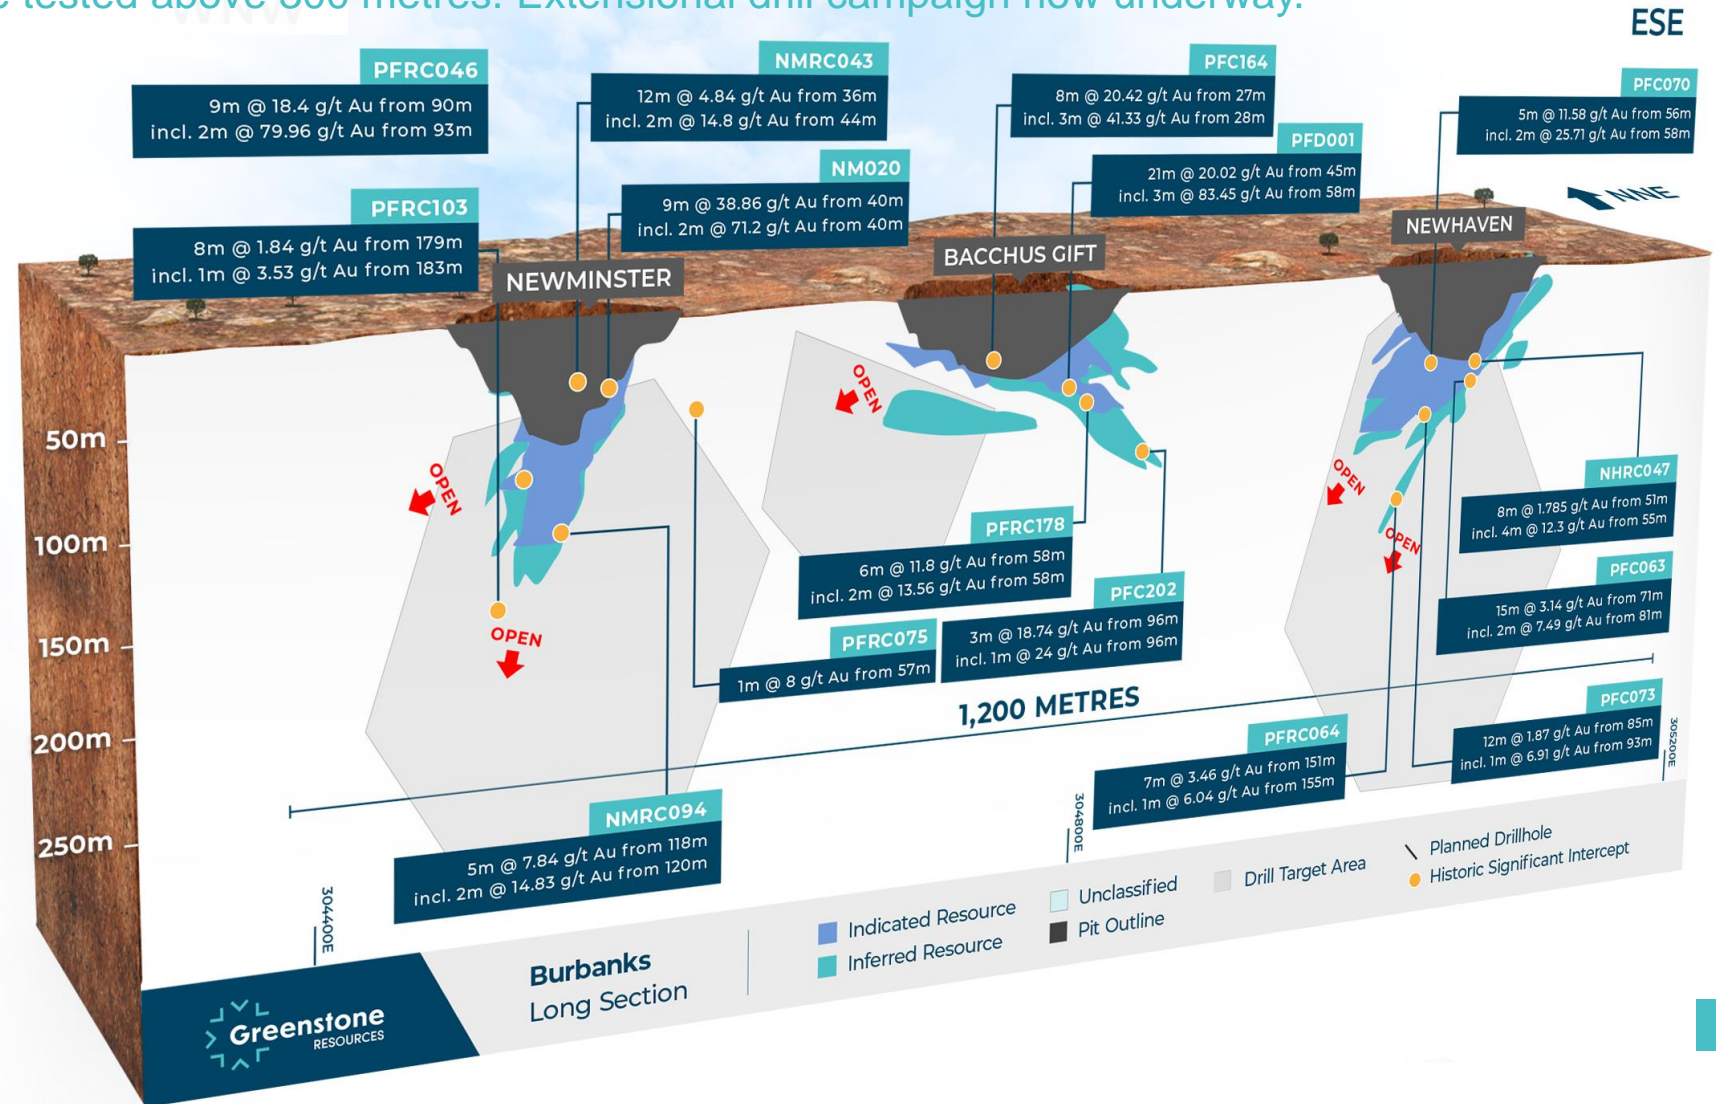 e tested above 300 metres. Extensional drill campaign now underway.
WNW
ESE
NNE
PFRC046
9m @ 18.4 g/t Au from 90m
incl. 2m @ 79.96 g/t Au from 93m
NMRC043
12m @ 4.84 g/t Au from 36m
incl. 2m @ 14.8 g/t Au from 44m
PFC164
8m @ 20.42 g/t Au from 27m
incl. 3m @ 41.33 g/t Au from 28m
PFC070
5m @ 11.58 g/t Au from 56m
incl. 2m @ 25.71 g/t Au from 58m
PFRC103
8m @ 1.84 g/t Au from 179m
incl. 1m @ 3.53 g/t Au from 183m
NM020
9m @ 38.86 g/t Au from 40m
incl. 2m @ 71.2 g/t Au from 40m
PFD001
21m @ 20.02 g/t Au from 45m
incl. 3m @ 83.45 g/t Au from 58m
NEWMINSTER
BACCHUS GIFT
NEWHAVEN
50m
100m
150m
200m
250m
OPEN
OPEN
OPEN
OPEN
OPEN
NHRC047
8m @ 1.785 g/t Au from 51m
incl. 4m @ 12.3 g/t Au from 55m
PFRC178
6m @ 11.8 g/t Au from 58m
incl. 2m @ 13.56 g/t Au from 58m
PFC202
3m @ 18.74 g/t Au from 96m
incl. 1m @ 24 g/t Au from 96m
PFC063
15m @ 3.14 g/t Au from 71m
incl. 2m @ 7.49 g/t Au from 81m
PFRC075
1m @ 8 g/t Au from 57m
1,200 METRES
PFRC064
7m @ 3.46 g/t Au from 151m
incl. 1m @ 6.04 g/t Au from 155m
PFC073
12m @ 1.87 g/t Au from 85m
incl. 1m @ 6.91 g/t Au from 93m
NMRC094
5m @ 7.84 g/t Au from 118m
incl. 2m @ 14.83 g/t Au from 120m
304400E
304800E
305200E
Greenstone
RESOURCES
Burbanks
Long Section
Indicated Resource
Inferred Resource
Unclassified
Pit Outline
Drill Target Area
Planned Drillhole
Historic Significant Intercept